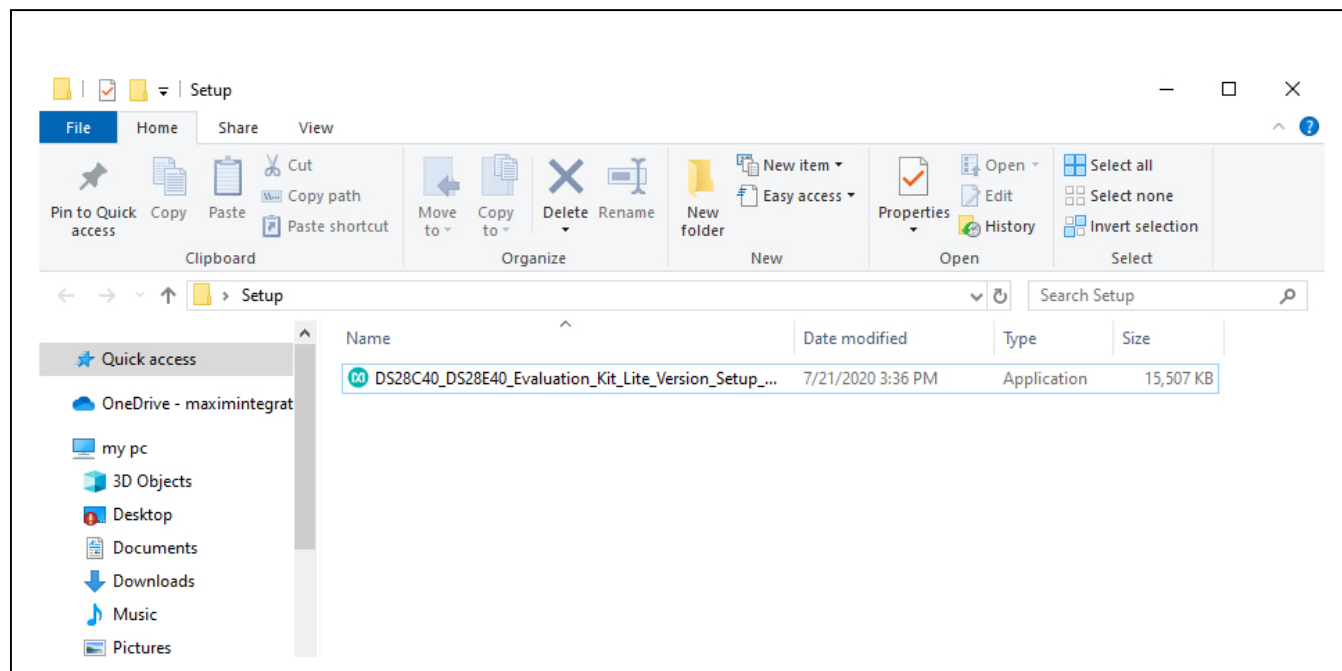 Setup
File Home Share View
Pin to Quick access
Copy
Paste
Cut
Copy path
Paste shortcut
Clipboard
Move to
Copy to
Delete
Rename
Organize
New folder
New item
Easy access
New
Properties
Open
Edit
History
Open
Select all
Select none
Invert selection
Select
Setup
Search Setup
Name Date modified Type Size
DS28C40_DS28E40_Evaluation_Kit_Lite_Version_Setup_... 7/21/2020 3:36 PM Application 15,507 KB
Quick access
OneDrive - maximintegrat
my pc
3D Objects
Desktop
Documents
Downloads
Music
Pictures